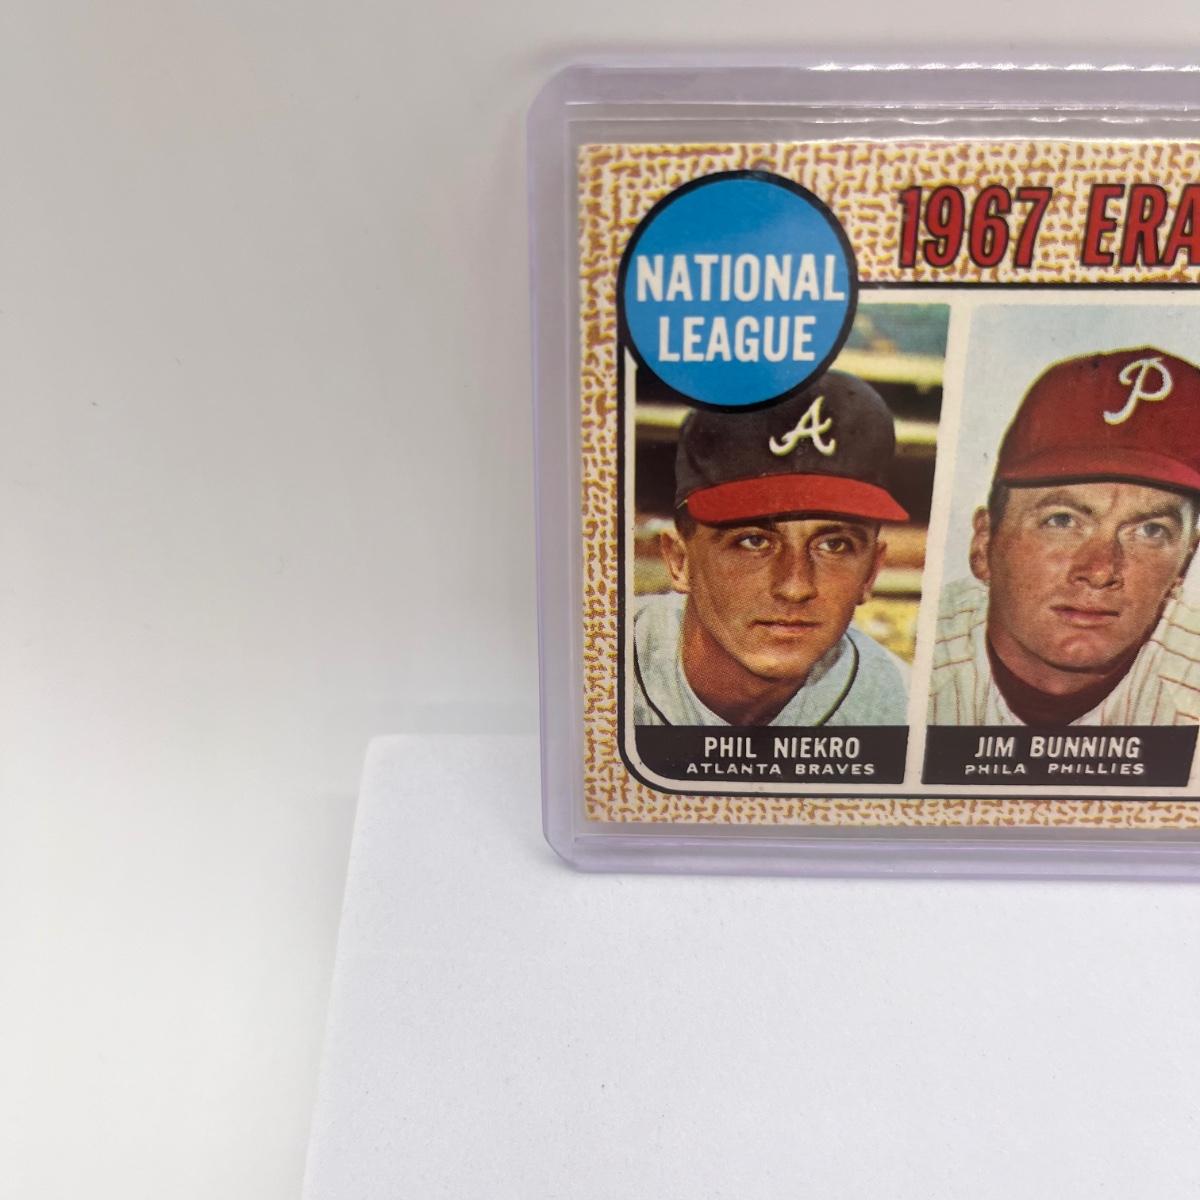 1967 ERA
NATIONAL
LEAGUE
A
P
PHIL NIEKRO
ATLANTA BRAVES
JIM BUNNING
PHILA PHILLIES